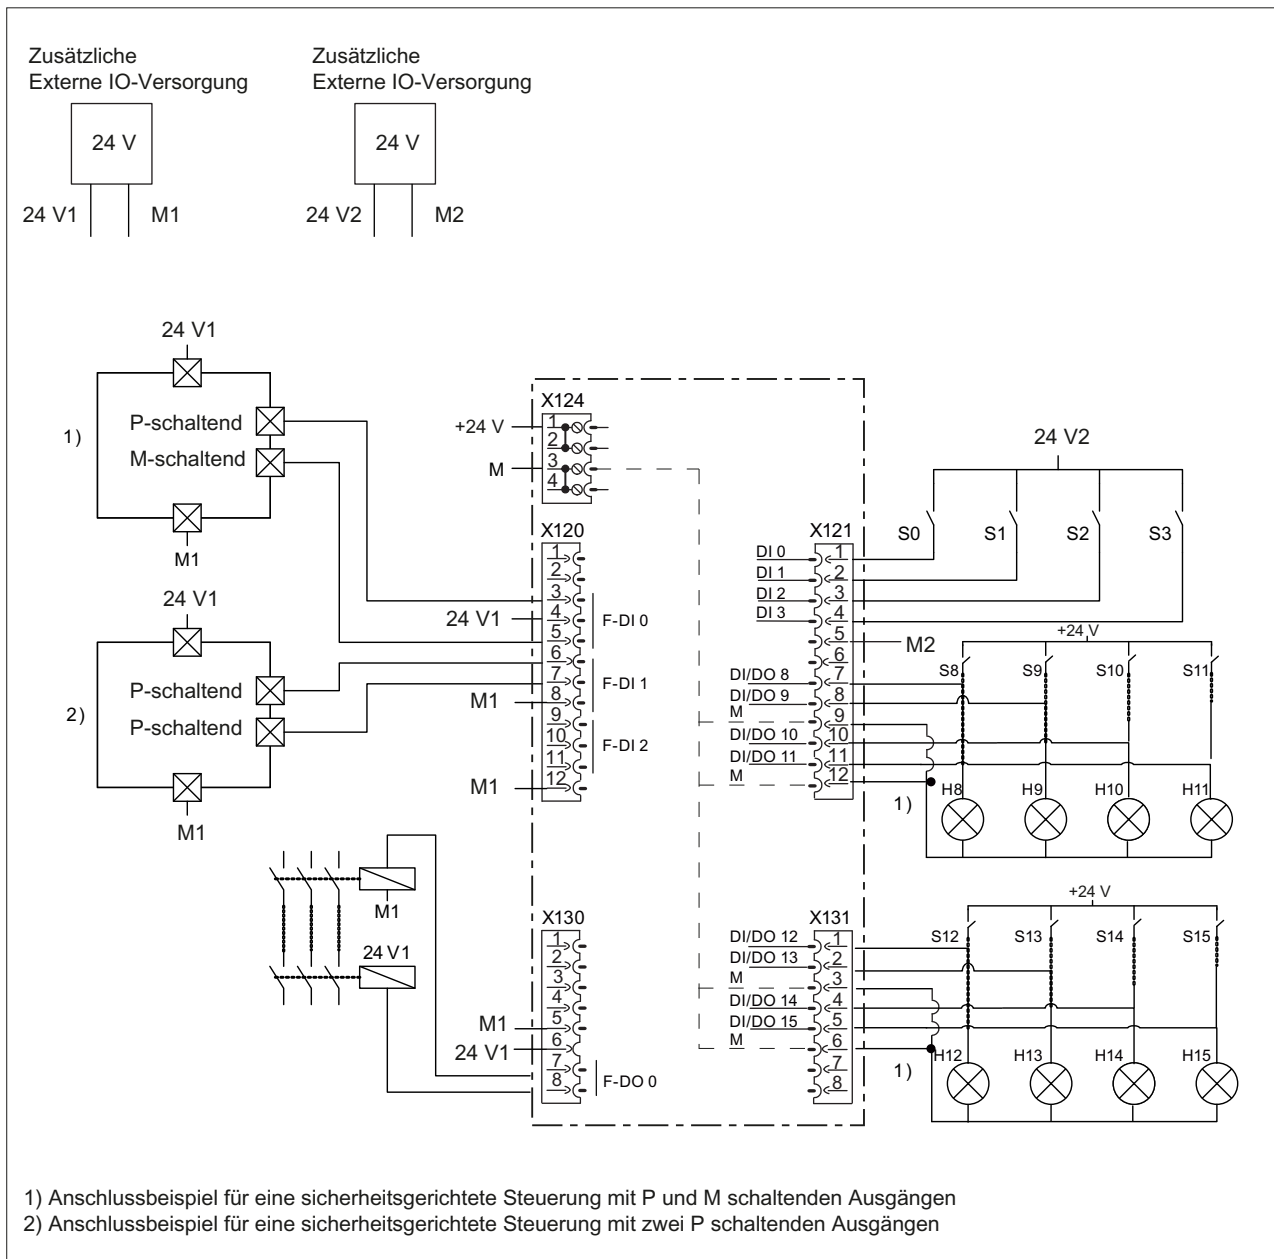 Zusätzliche
Externe IO-Versorgung
24 V
24 V1
M1
Zusätzliche
Externe IO-Versorgung
24 V
24 V2
M2
24 V1
1)
P-schaltend
M-schaltend
M1
24 V1
2)
P-schaltend
P-schaltend
M1
X124
+24 V
M
1
2
3
4
X120
1
2
3
4
5
6
7
8
9
10
11
12
24 V1
M1
M1
F-DI 0
F-DI 1
F-DI 2
M1
24 V1
X130
1
2
3
4
5
6
7
8
M1
24 V1
F-DO 0
24 V2
S0
S1
S2
S3
X121
DI 0
DI 1
DI 2
DI 3
DI/DO 8
DI/DO 9
M
DI/DO 10
DI/DO 11
M
1
2
3
4
5
6
7
8
9
10
11
12
M2
+24 V
S8
S9
S10
S11
1)
H8
H9
H10
H11
X131
DI/DO 12
DI/DO 13
M
DI/DO 14
DI/DO 15
M
1
2
3
4
5
6
7
8
+24 V
S12
S13
S14
S15
1)
H12
H13
H14
H15
1) Anschlussbeispiel für eine sicherheitsgerichtete Steuerung mit P und M schaltenden Ausgängen
2) Anschlussbeispiel für eine sicherheitsgerichtete Steuerung mit zwei P schaltenden Ausgängen